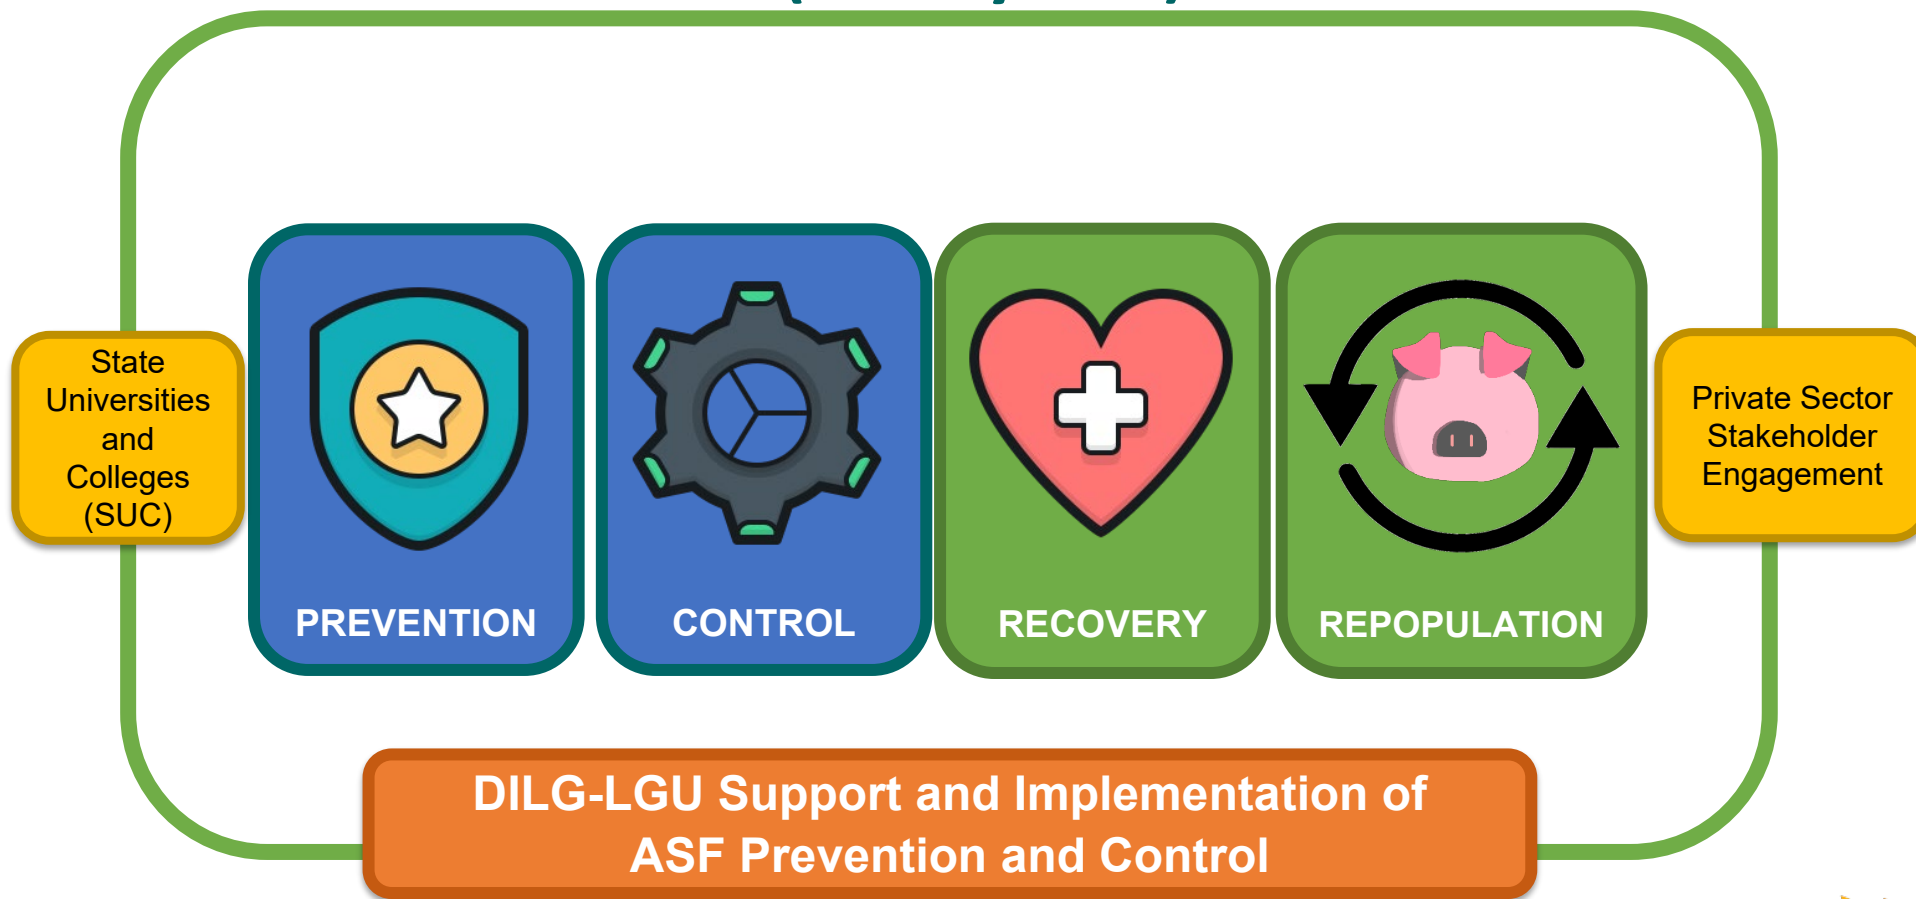 State
Universities
and
Colleges
(SUC)
PREVENTION
CONTROL
RECOVERY
REPOPULATION
Private Sector
Stakeholder
Engagement
DILG-LGU Support and Implementation of
ASF Prevention and Control